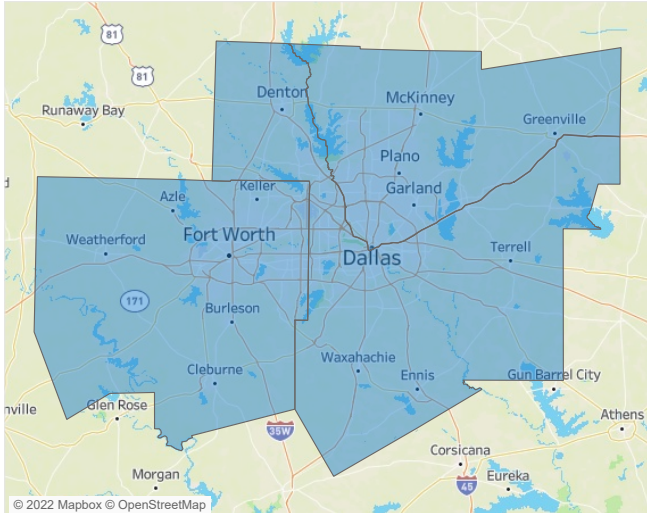 81
81
Runaway Bay
Denton
McKinney
Greenville
Plano
Garland
Keller
Azle
Fort Worth
Weatherford
Dallas
Terrell
171
Burleson
Waxahachie
Cleburne
Ennis
Gun Barrel City
Glen Rose
nville
Athens
35W
Corsicana
Morgan
Eureka
45
© 2022 Mapbox © OpenStreetMap